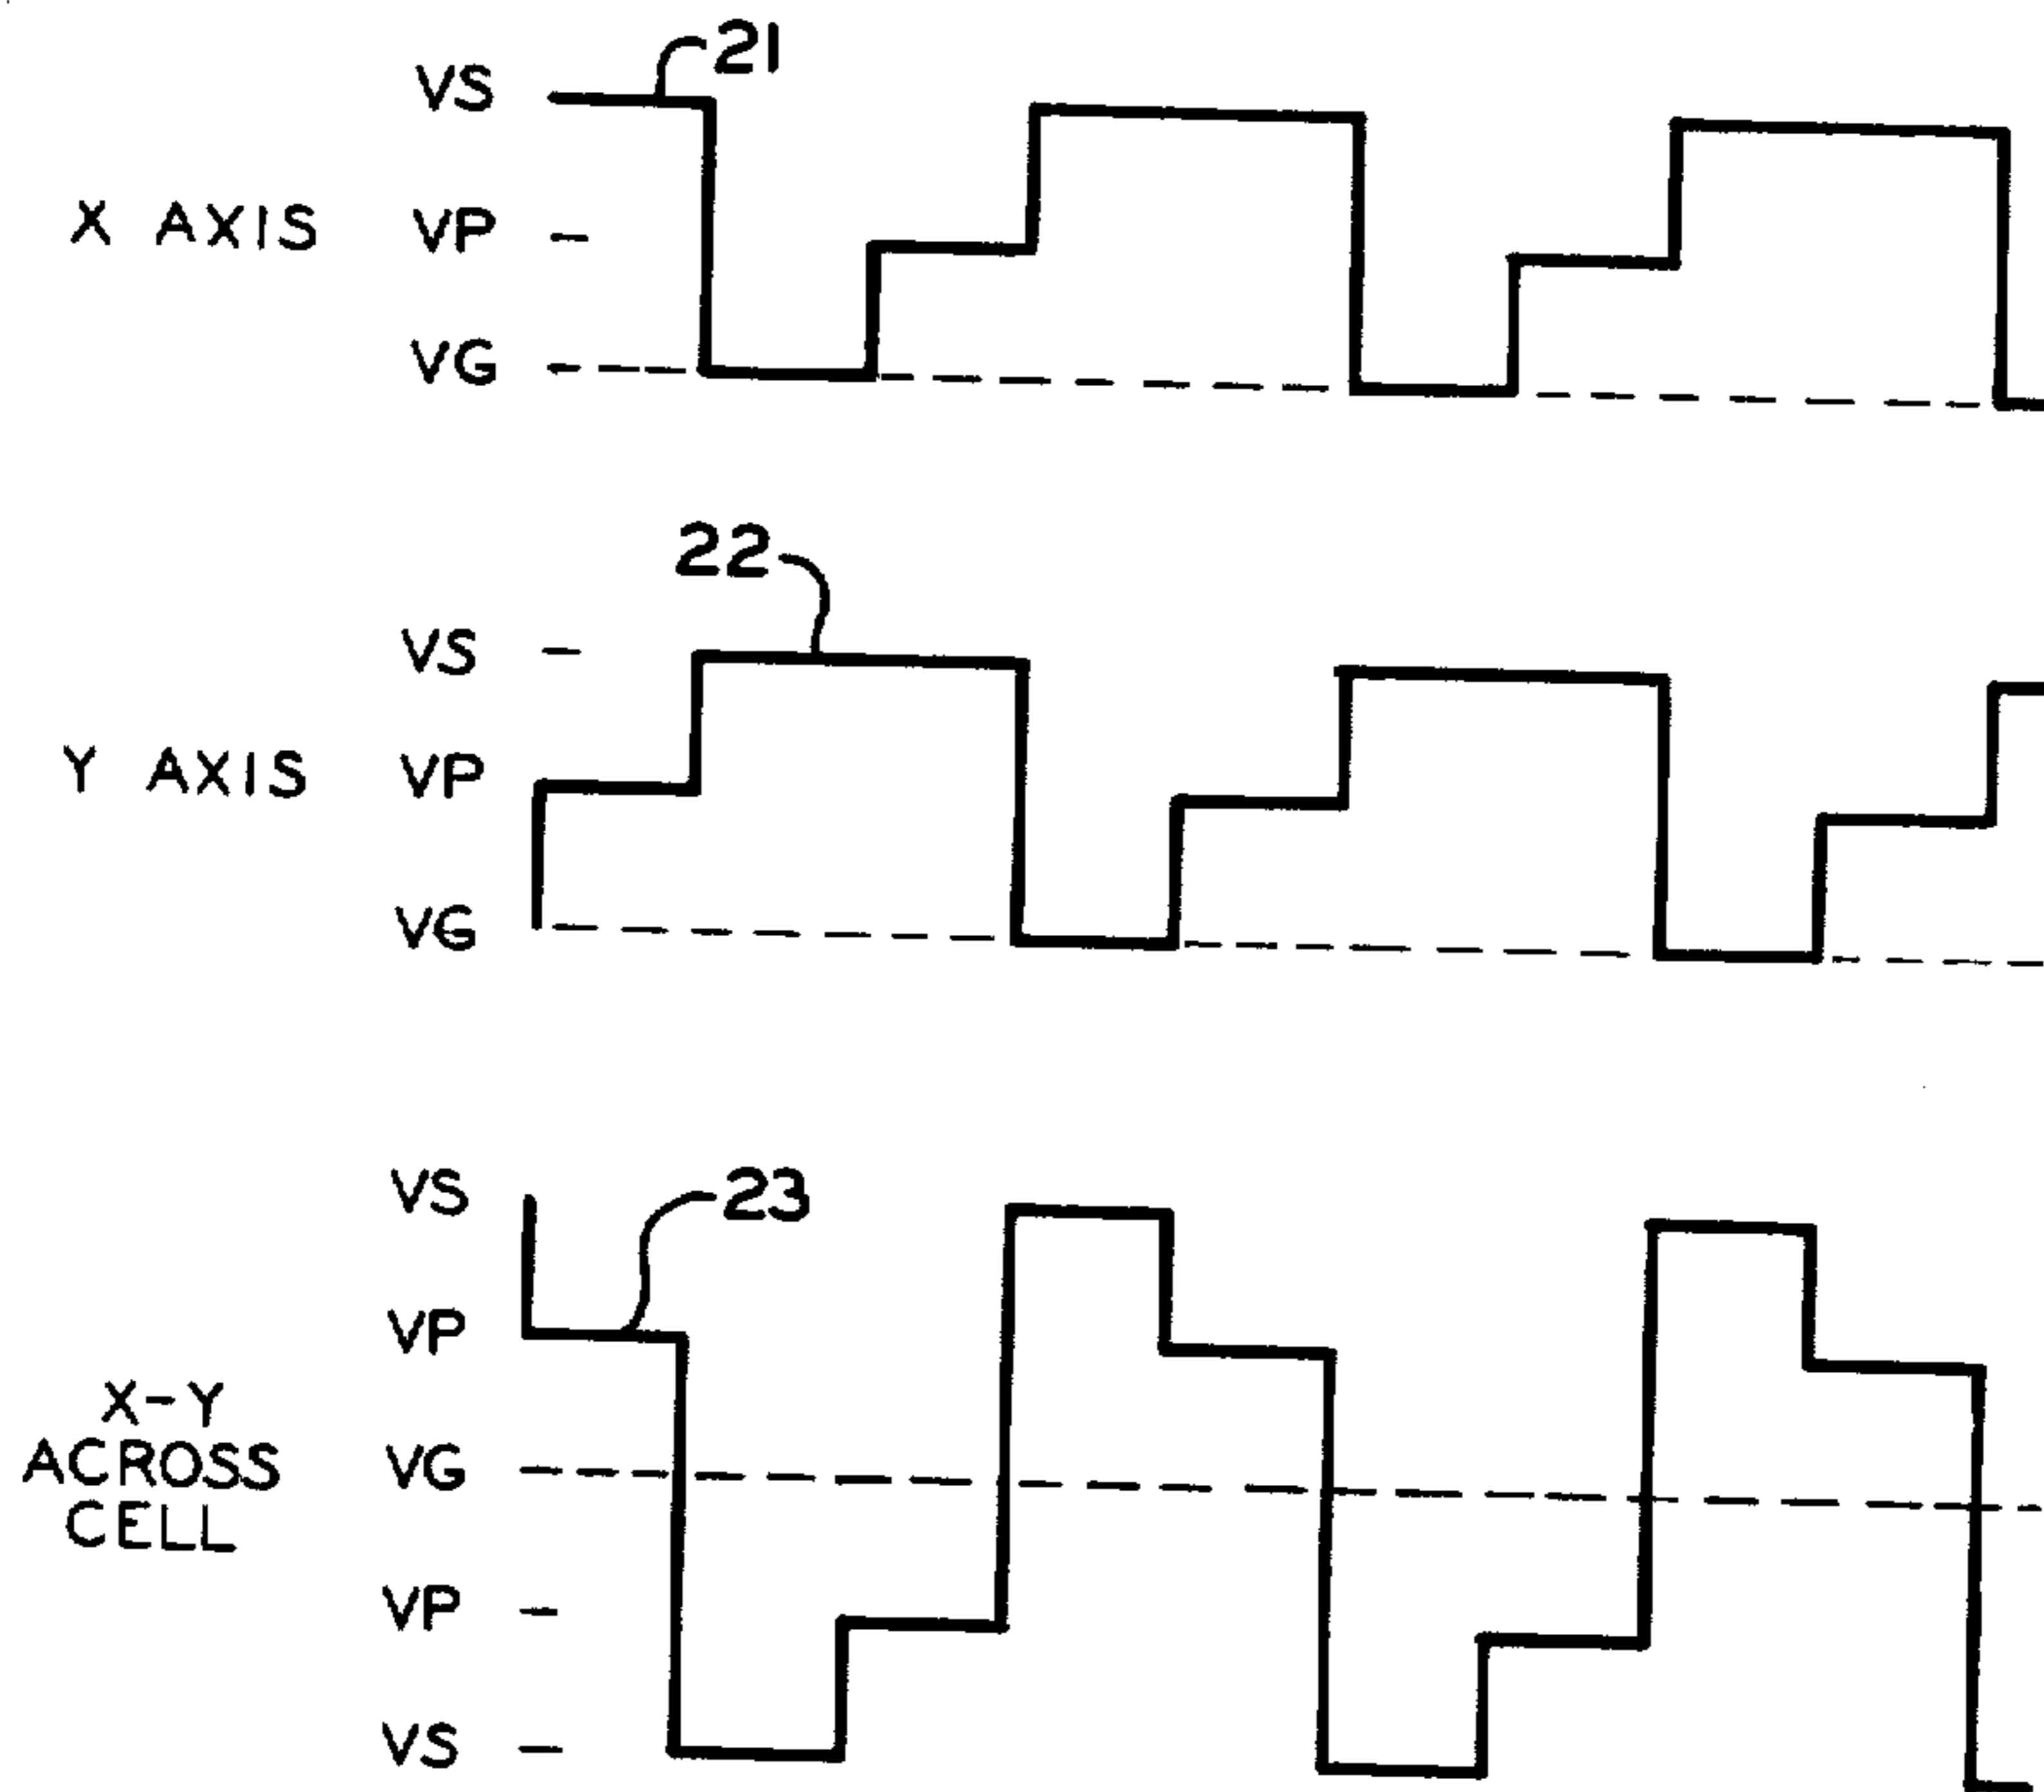 21
VS
X AXIS VP
VG
22
VS
Y AXIS VP
VG
VS
23
VP
X-Y
ACROSS
CELL
VG
VP
VS